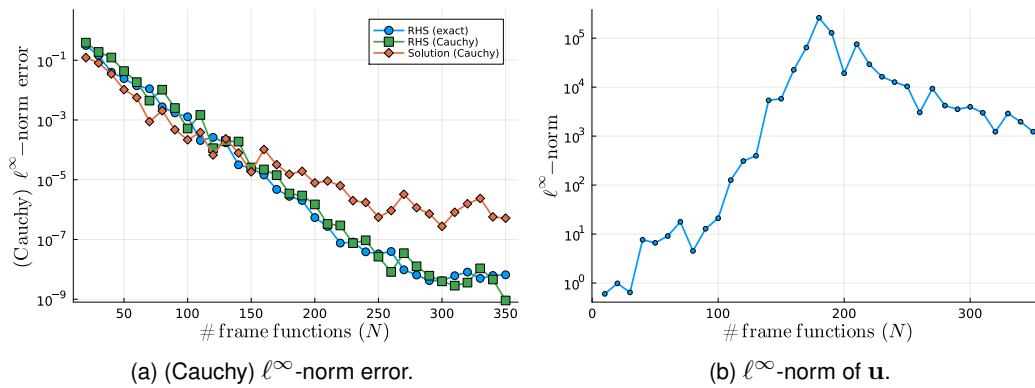 (Cauchy) ℓ^∞−norm error
10^−1
10^−3
10^−5
10^−7
10^−9
RHS (exact)
RHS (Cauchy)
Solution (Cauchy)
50 100 150 200 250 300 350
# frame functions (N)
(a) (Cauchy) ℓ^∞-norm error.
ℓ^∞−norm
10^5
10^4
10^3
10^2
10^1
10^0
0 100 200 300
# frame functions (N)
(b) ℓ^∞-norm of u.